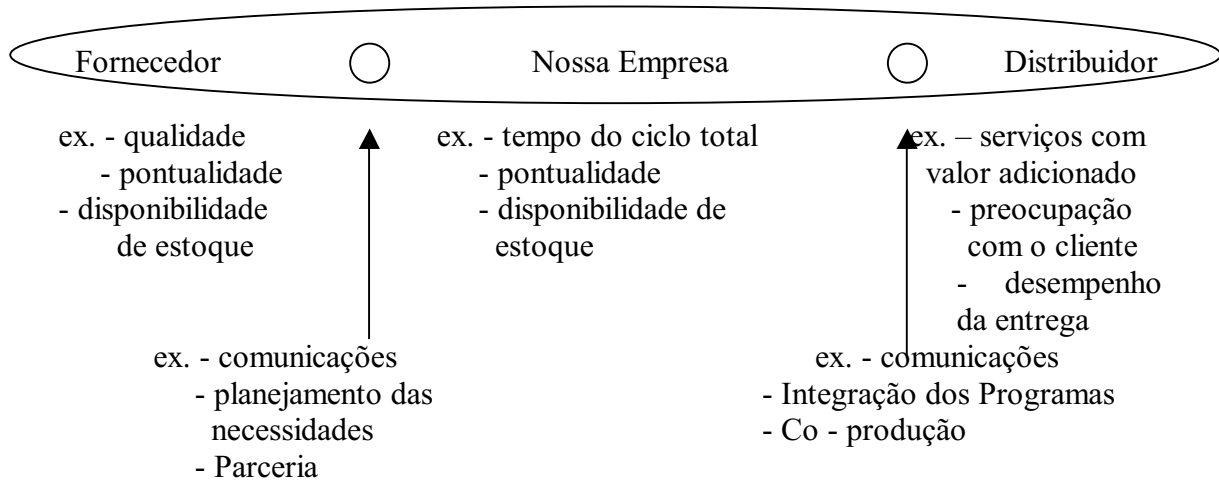 Fornecedor
Nossa Empresa
Distribuidor
ex. - qualidade
- pontualidade
- disponibilidade
de estoque
ex. - tempo do ciclo total
- pontualidade
- disponibilidade de
estoque
ex. – serviços com
valor adicionado
- preocupação
com o cliente
- desempenho
da entrega
ex. - comunicações
- planejamento das
necessidades
- Parceria
ex. - comunicações
- Integração dos Programas
- Co - produção